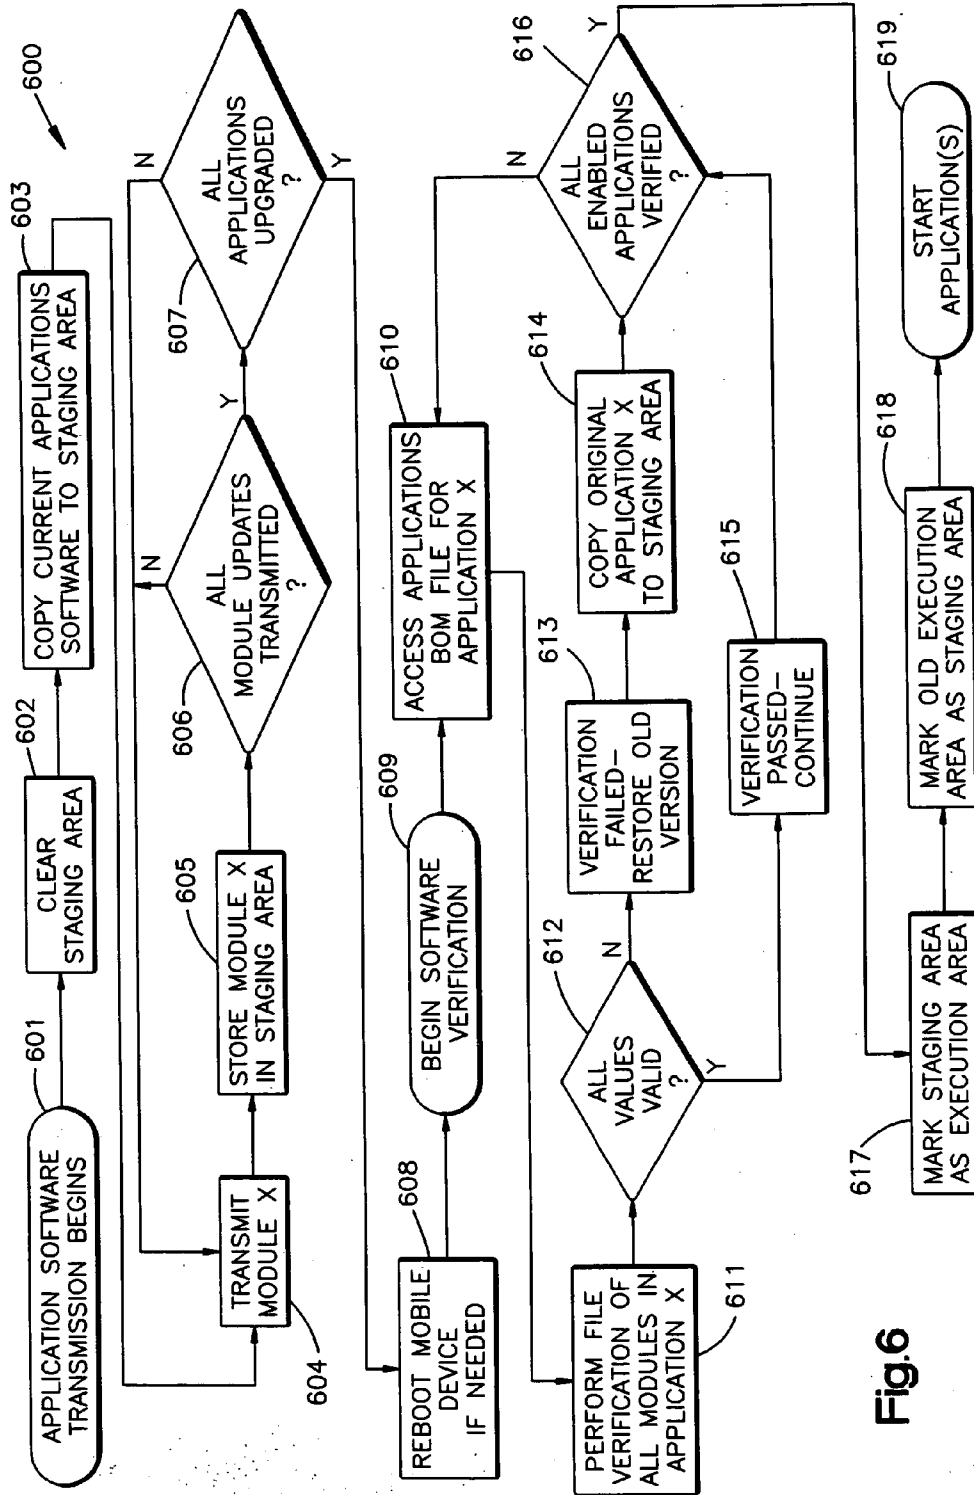 600
601
APPLICATION SOFTWARE
TRANSMISSION BEGINS
602
CLEAR
STAGING AREA
603
COPY CURRENT APPLICATIONS
SOFTWARE TO STAGING AREA
TRANSMIT
MODULE X
604
605
STORE MODULE X
IN STAGING AREA
606
ALL
MODULE UPDATES
TRANSMITTED
?
N
Y
607
ALL
APPLICATIONS
UPGRADED
?
N
Y
608
REBOOT MOBILE
DEVICE
IF NEEDED
609
BEGIN SOFTWARE
VERIFICATION
610
ACCESS APPLICATIONS
BOM FILE FOR
APPLICATION X
PERFORM FILE
VERIFICATION OF
ALL MODULES IN
APPLICATION X
611
612
ALL
VALUES
VALID
?
N
Y
613
VERIFICATION
FAILED–
RESTORE OLD
VERSION
614
COPY ORIGINAL
APPLICATION X
TO STAGING AREA
615
VERIFICATION
PASSED–
CONTINUE
616
ALL
ENABLED
APPLICATIONS
VERIFIED
?
N
Y
617
MARK STAGING AREA
AS EXECUTION AREA
618
MARK OLD EXECUTION
AREA AS STAGING AREA
619
START
APPLICATION(S)
Fig.6